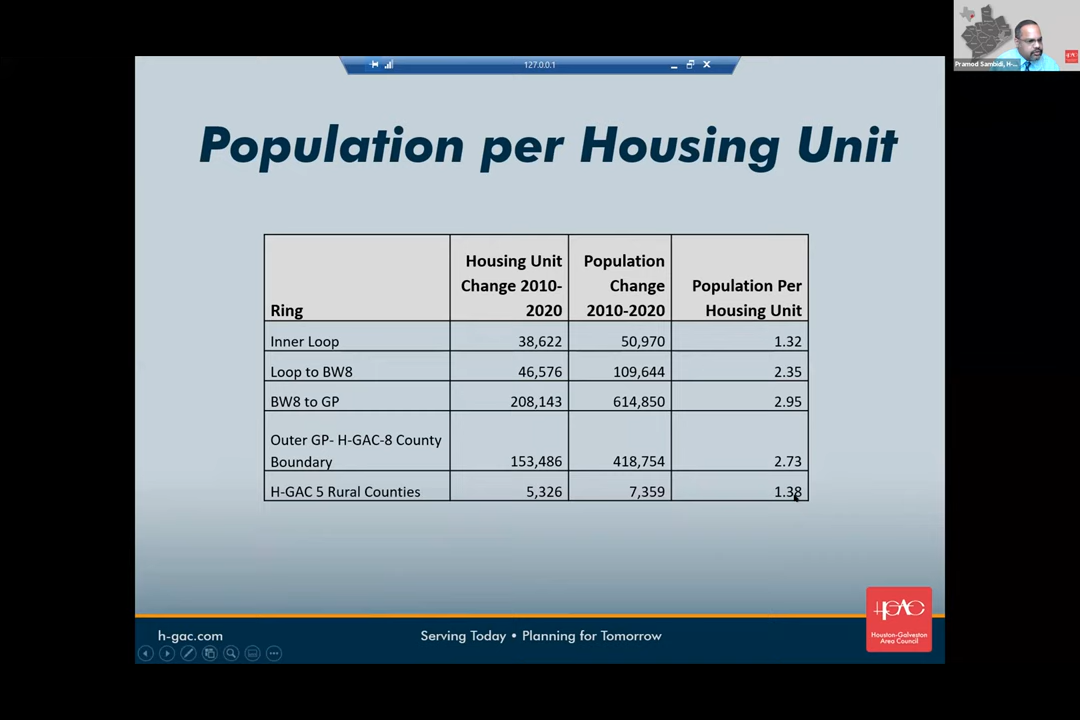 127.0.0.1
Pramod Sambidi, H-...
Population per Housing Unit
Ring
Housing Unit
Change 2010-
2020
Population
Change
2010-2020
Population Per
Housing Unit
Inner Loop 38,622 50,970 1.32
Loop to BW8 46,576 109,644 2.35
BW8 to GP 208,143 614,850 2.95
Outer GP- H-GAC-8 County
Boundary 153,486 418,754 2.73
H-GAC 5 Rural Counties 5,326 7,359 1.38
h-gac.com
Serving Today • Planning for Tomorrow
HGAC
Houston-Galveston
Area Council